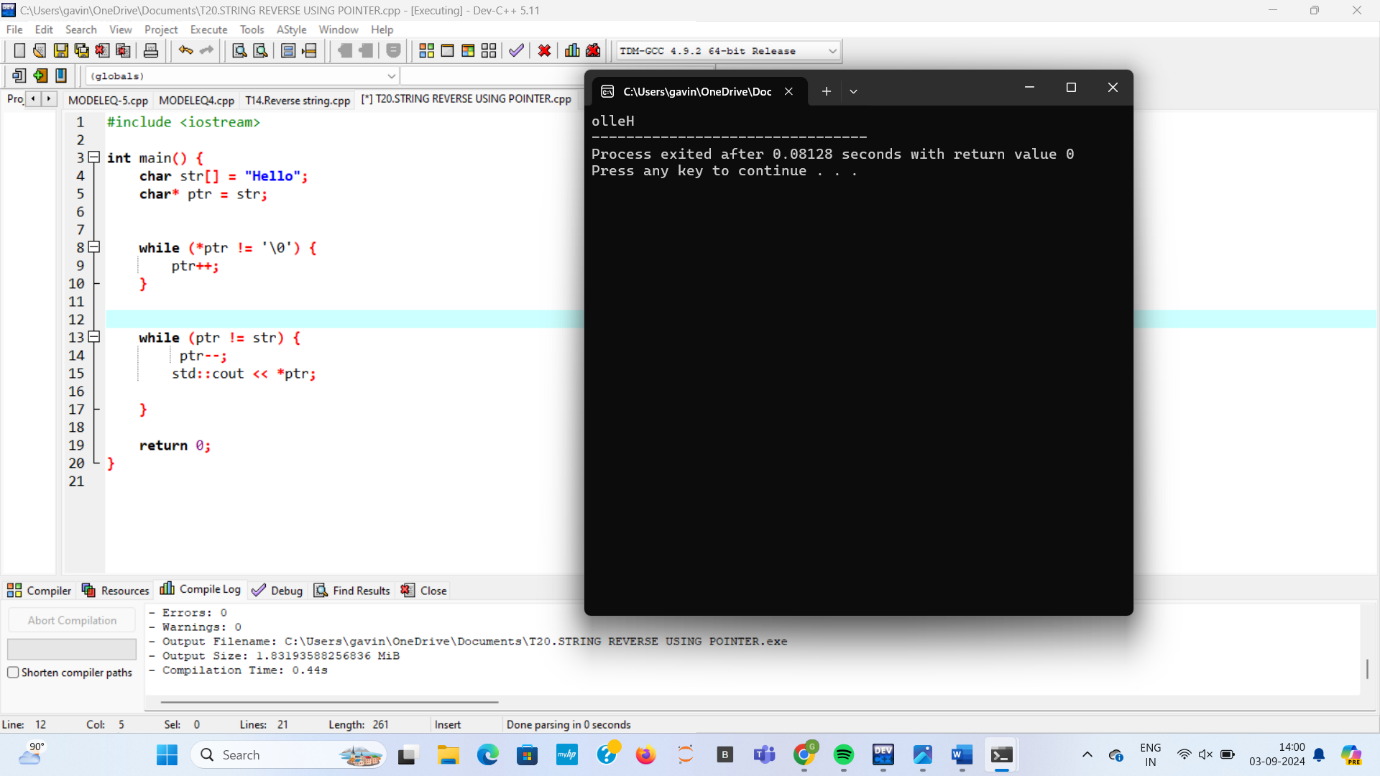 C:\Users\gavin\OneDrive\Documents\T20.STRING REVERSE USING POINTER.cpp - [Executing] - Dev-C++ 5.11
File Edit Search View Project Execute Tools AStyle Window Help
TDM-GCC 4.9.2 64-bit Release
(globals)
MODELEQ-5.cpp MODELEQ4.cpp T14.Reverse string.cpp [*] T20.STRING REVERSE USING POINTER.cpp
1 #include <iostream>
2
3 int main() {
4 char str[] = "Hello";
5 char* ptr = str;
6
7
8 while (*ptr != '\0') {
9 ptr++;
10 }
11
12
13 while (ptr != str) {
14 ptr--;
15 std::cout << *ptr;
16
17 }
18
19 return 0;
20 }
21
C:\Users\gavin\OneDrive\Doc
olleH
--------------------------------
Process exited after 0.08128 seconds with return value 0
Press any key to continue . . .
Compiler Resources Compile Log Debug Find Results Close
Abort Compilation
Shorten compiler paths
- Errors: 0
- Warnings: 0
- Output Filename: C:\Users\gavin\OneDrive\Documents\T20.STRING REVERSE USING POINTER.exe
- Output Size: 1.83193588256836 MiB
- Compilation Time: 0.44s
Line: 12 Col: 5 Sel: 0 Lines: 21 Length: 261 Insert Done parsing in 0 seconds
90°
Search
myhp
B
G
DEV
ENG
IN
14:00
03-09-2024
PRE